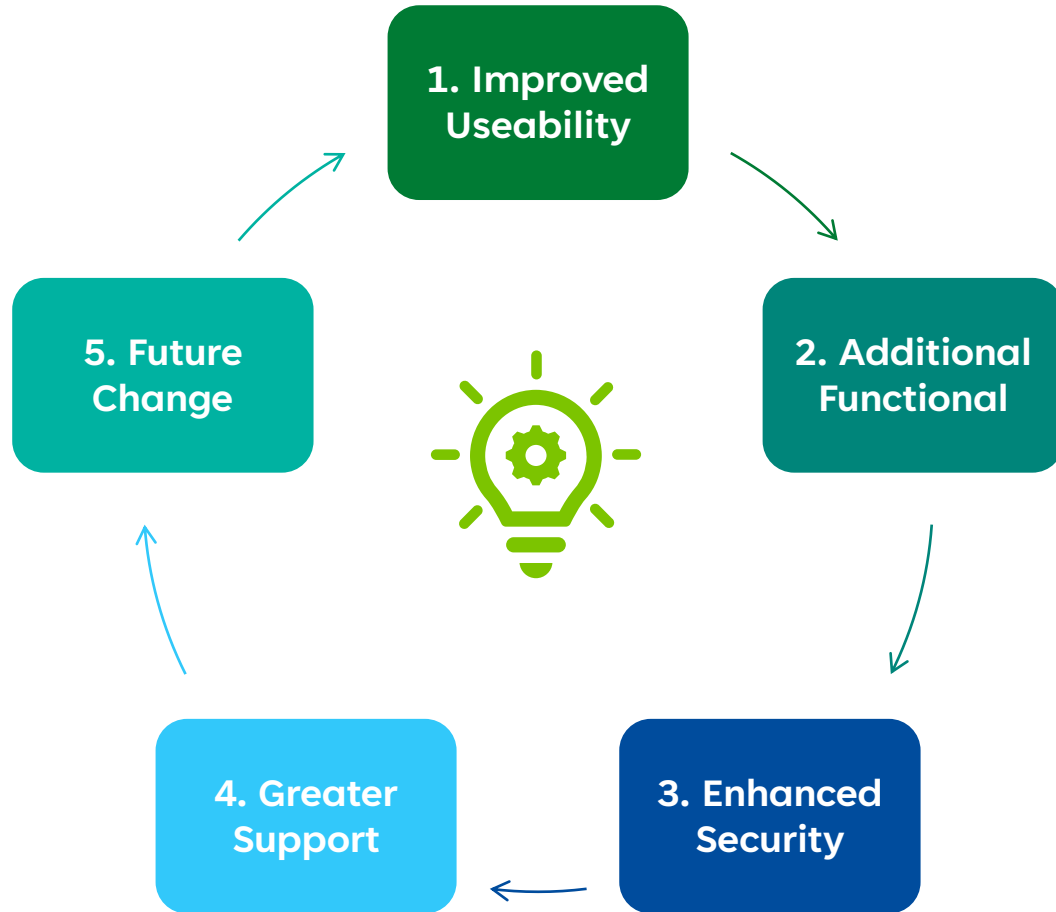 1. Improved
Useability
2. Additional
Functional
3. Enhanced
Security
4. Greater
Support
5. Future
Change